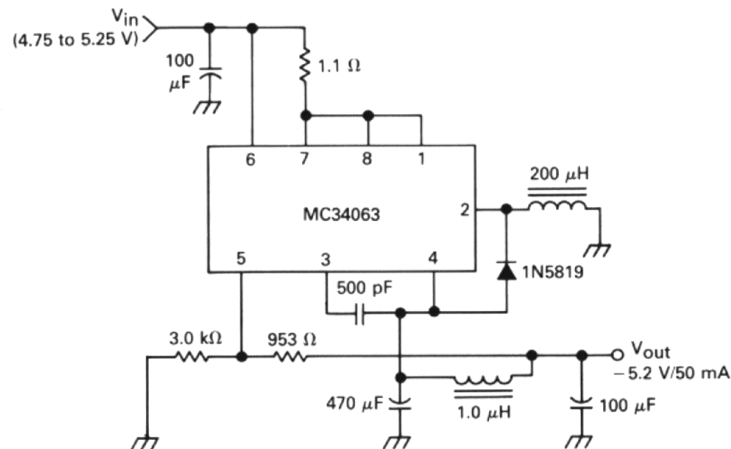 Vin
(4.75 to 5.25 V)
100
μF
1.1 Ω
6
7
8
1
200 μH
2
MC34063
5
3
4
1N5819
500 pF
3.0 kΩ
953 Ω
Vout
−5.2 V/50 mA
470 μF
1.0 μH
100 μF